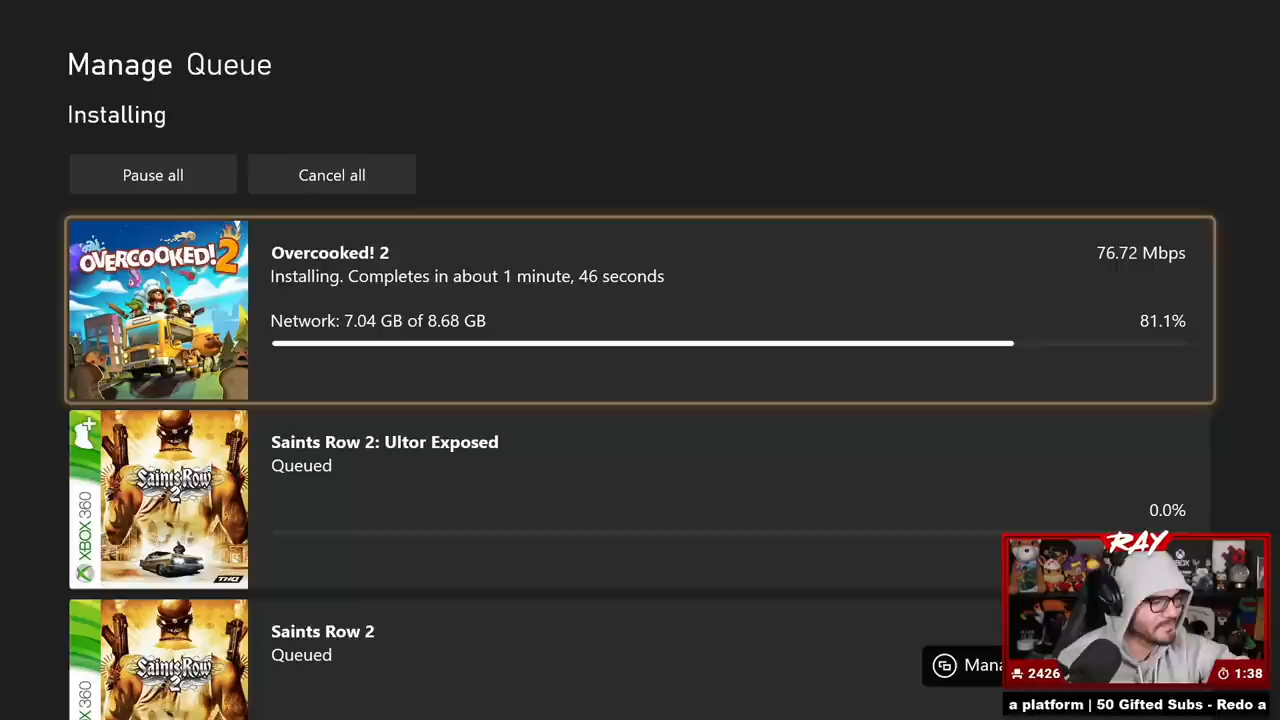 Manage Queue
Installing
Pause all
Cancel all
OVERCOOKED! 2
Overcooked! 2
76.72 Mbps
Installing. Completes in about 1 minute, 46 seconds
Network: 7.04 GB of 8.68 GB
81.1%
XBOX 360
Saints Row 2
THQ
Saints Row 2: Ultor Exposed
Queued
0.0%
RAY
XBOX
360
Saints Row 2
Saints Row 2
Queued
Mana
2426
1:38
a platform | 50 Gifted Subs - Redo a